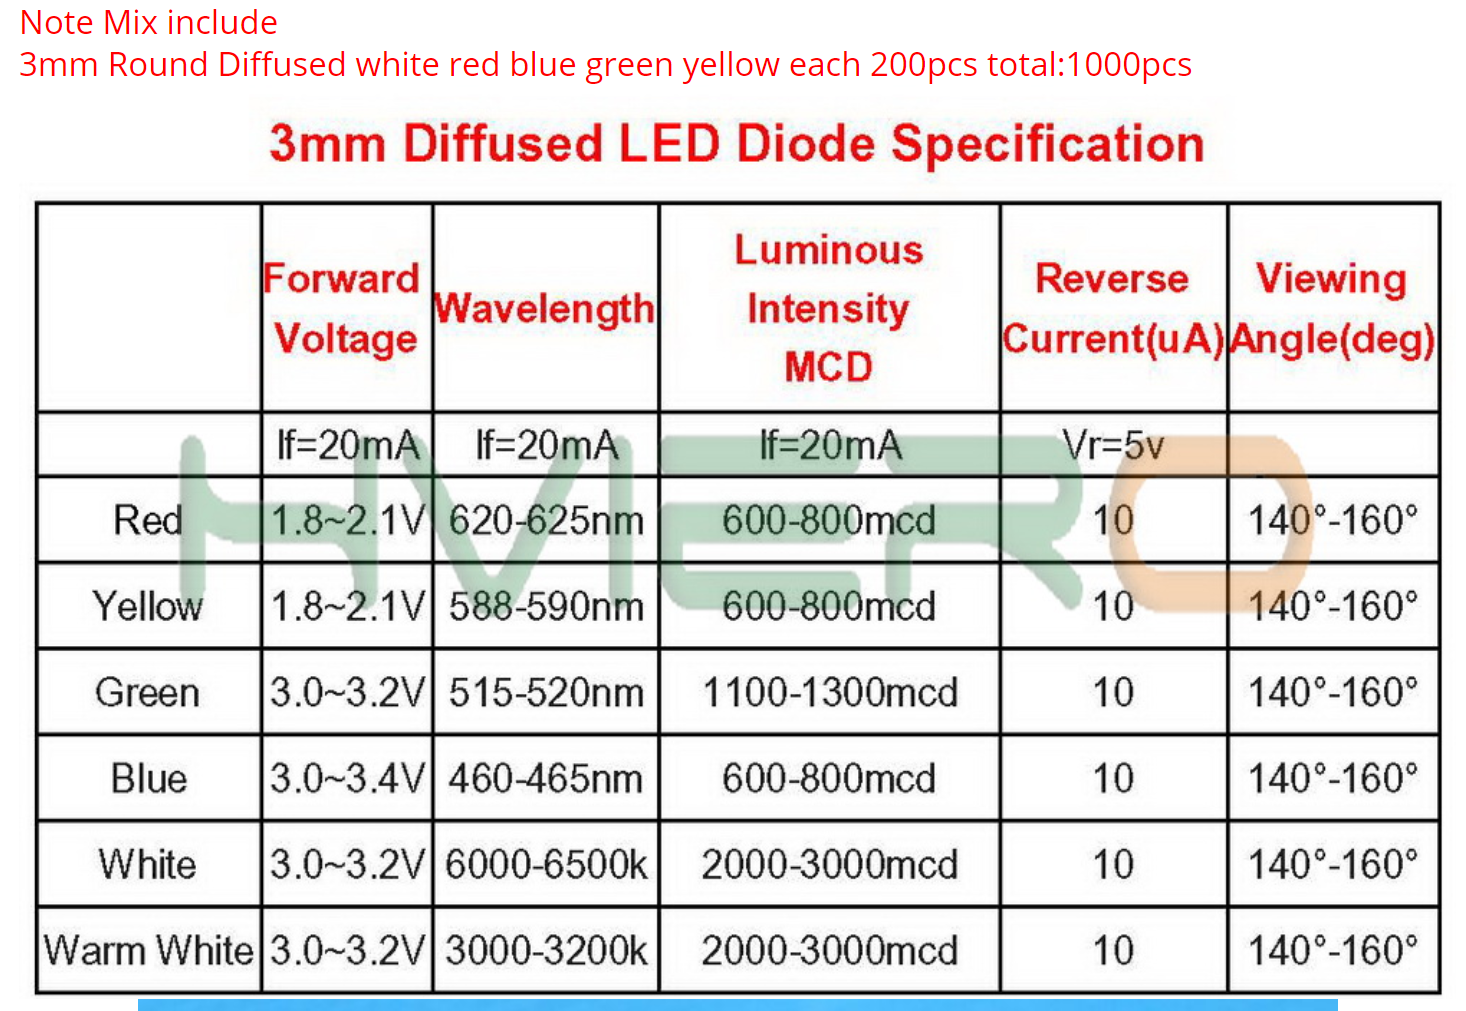 Note Mix include
3mm Round Diffused white red blue green yellow each 200pcs total:1000pcs
3mm Diffused LED Diode Specification
Forward Voltage Wavelength Luminous Intensity MCD Reverse Current(uA) Viewing Angle(deg)
If=20mA If=20mA If=20mA Vr=5v
Red 1.8~2.1V 620-625nm 600-800mcd 10 140°-160°
Yellow 1.8~2.1V 588-590nm 600-800mcd 10 140°-160°
Green 3.0~3.2V 515-520nm 1100-1300mcd 10 140°-160°
Blue 3.0~3.4V 460-465nm 600-800mcd 10 140°-160°
White 3.0~3.2V 6000-6500k 2000-3000mcd 10 140°-160°
Warm White 3.0~3.2V 3000-3200k 2000-3000mcd 10 140°-160°
HMERO